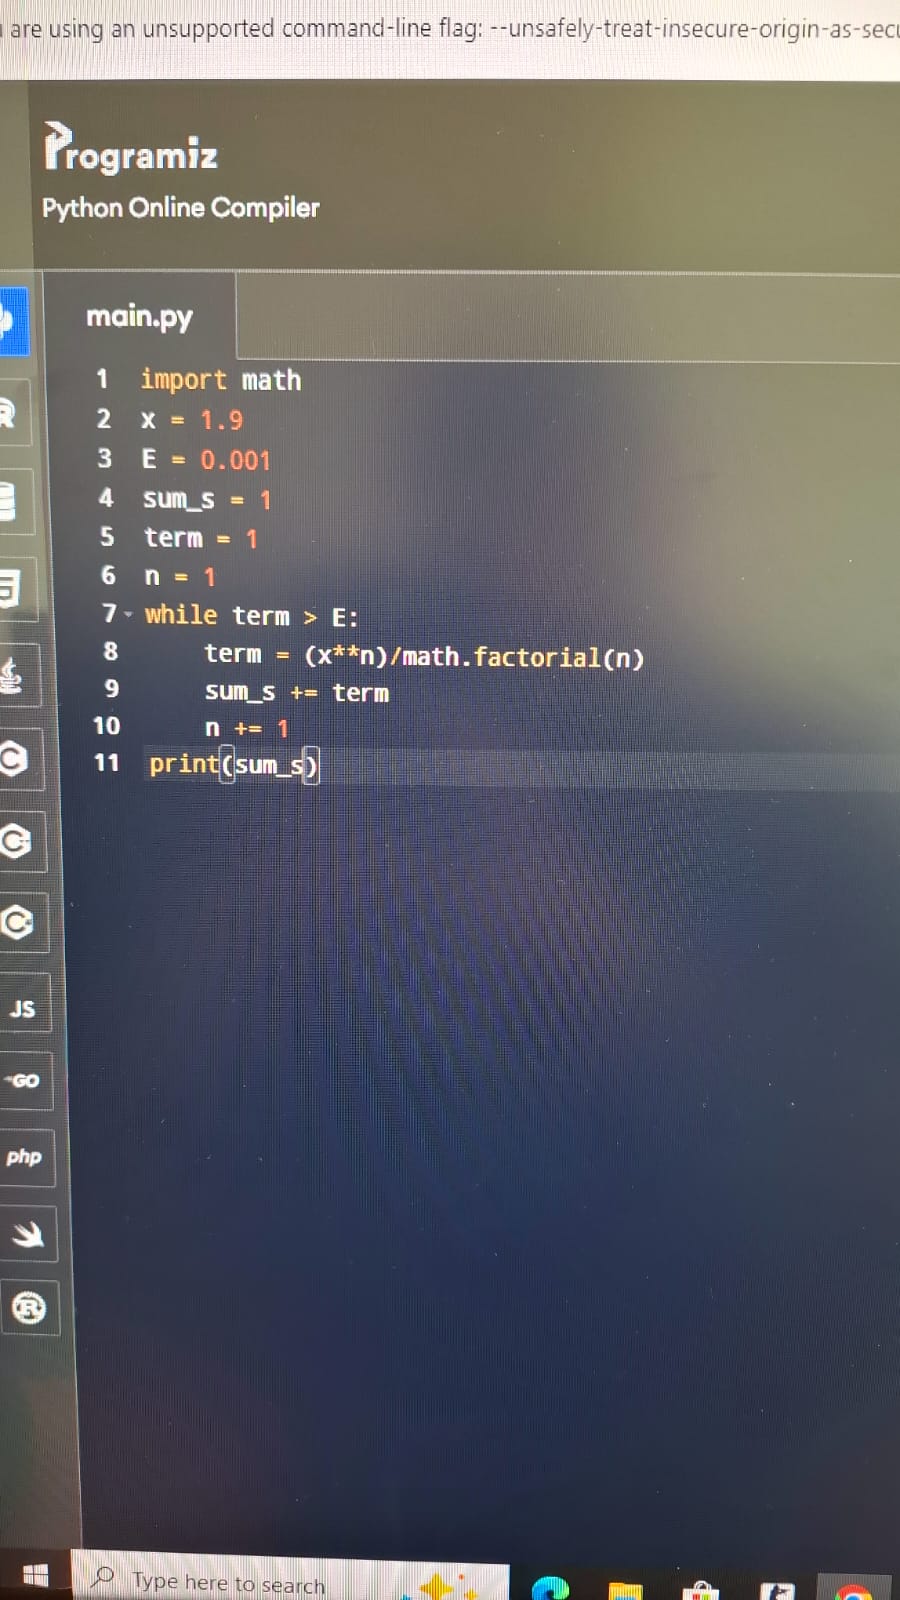 are using an unsupported command-line flag: --unsafely-treat-insecure-origin-as-secu
Programiz
Python Online Compiler
main.py
1 import math
2 x = 1.9
3 E = 0.001
4 sum_s = 1
5 term = 1
6 n = 1
7 while term > E:
8 term = (x**n)/math.factorial(n)
9 sum_s += term
10 n += 1
11 print(sum_s)
R
JS
GO
php
R
Type here to search